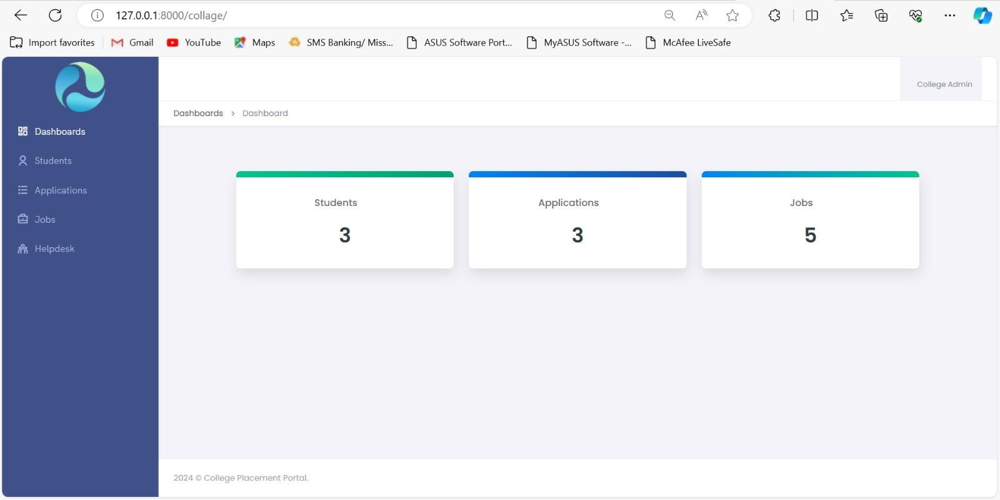 127.0.0.1:8000/collage/
Import favorites Gmail YouTube Maps SMS Banking/ Miss... ASUS Software Port... MyASUS Software -... McAfee LiveSafe
College Admin
Dashboards > Dashboard
Dashboards
Students
Applications
Jobs
Helpdesk
Students
3
Applications
3
Jobs
5
2024 © College Placement Portal.